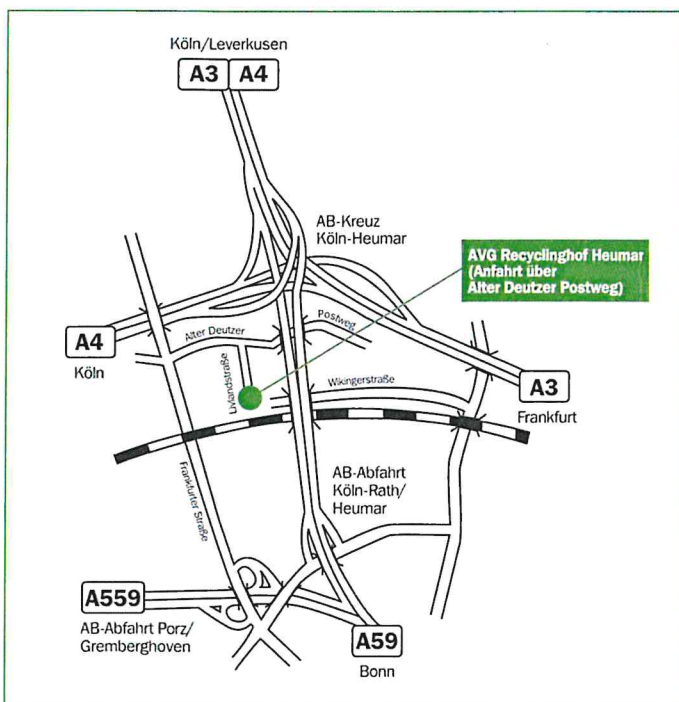 Köln/Leverkusen
A3 A4
AB-Kreuz
Köln-Heumar
AVG Recyclinghof Heumar
(Anfahrt über
Alter Deutzer Postweg)
A4
Köln
Alter Deutzer
Postweg
Livlandstraße
Wikingerstraße
A3
Frankfurt
Frankfurter Straße
AB-Abfahrt
Köln-Rath/
Heumar
A559
AB-Abfahrt Porz/
Gremberghoven
A59
Bonn